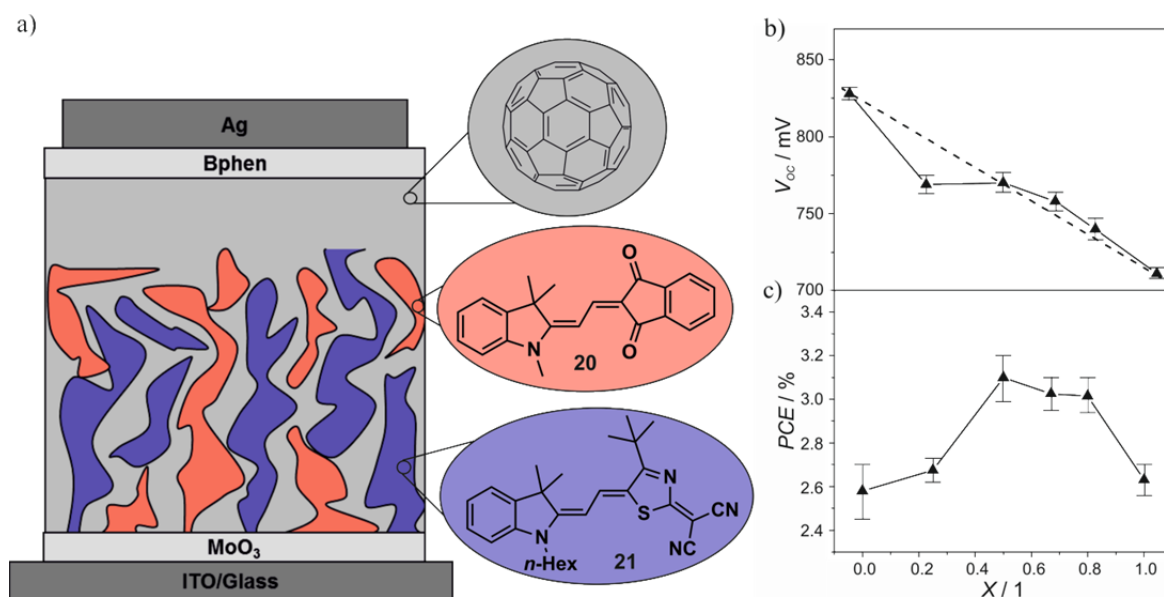 a)
Ag
Bphen
MoO3
ITO/Glass
O
N
O
20
N
S
N
CN
NC
n-Hex
21
b)
850
800
750
700
VOC / mV
c)
3.4
3.2
3.0
2.8
2.6
2.4
PCE / %
0.0 0.2 0.4 0.6 0.8 1.0
X / 1